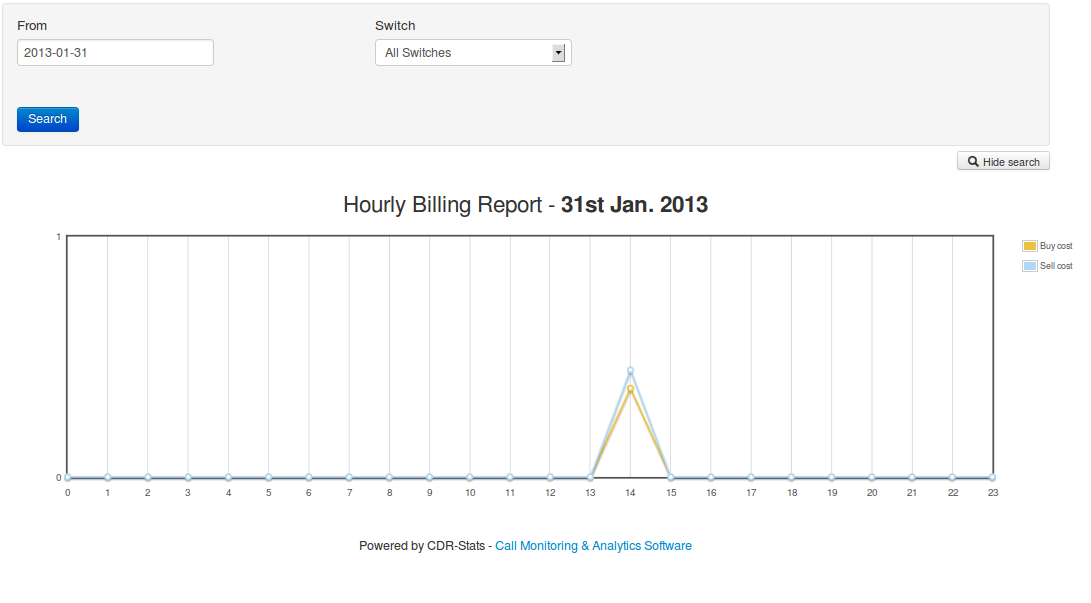 From
Switch
2013-01-31
All Switches
Search
Hide search
Hourly Billing Report - 31st Jan. 2013
1
Buy cost
Sell cost
0
0 1 2 3 4 5 6 7 8 9 10 11 12 13 14 15 16 17 18 19 20 21 22 23
Powered by CDR-Stats - Call Monitoring & Analytics Software